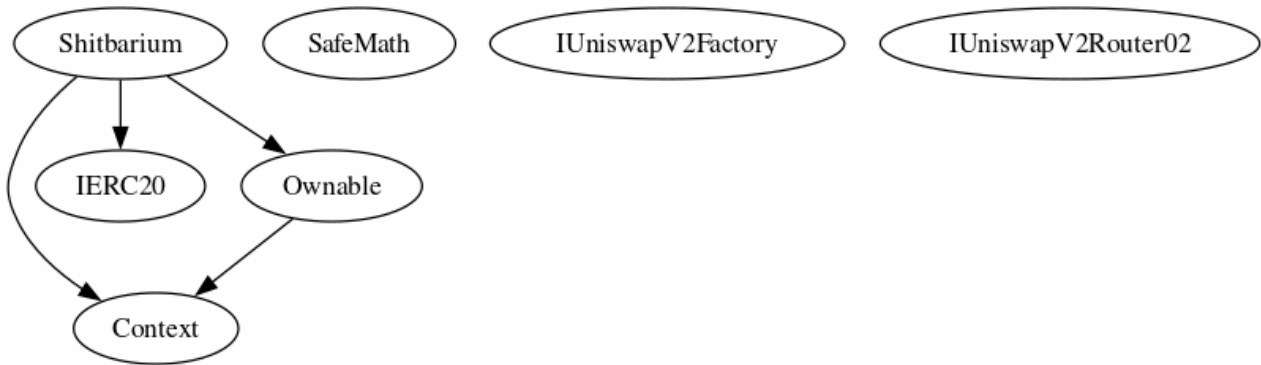 Shitbarium
SafeMath
IUniswapV2Factory
IUniswapV2Router02
IERC20
Ownable
Context